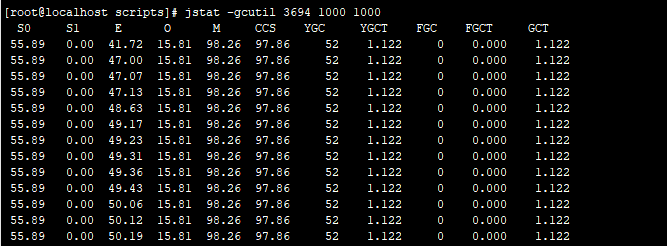 [root@localhost scripts]# jstat -gcutil 3694 1000 1000
S0 S1 E O M CCS YGC YGCT FGC FGCT GCT
55.89 0.00 41.72 15.81 98.26 97.86 52 1.122 0 0.000 1.122
55.89 0.00 47.00 15.81 98.26 97.86 52 1.122 0 0.000 1.122
55.89 0.00 47.07 15.81 98.26 97.86 52 1.122 0 0.000 1.122
55.89 0.00 47.13 15.81 98.26 97.86 52 1.122 0 0.000 1.122
55.89 0.00 48.63 15.81 98.26 97.86 52 1.122 0 0.000 1.122
55.89 0.00 49.17 15.81 98.26 97.86 52 1.122 0 0.000 1.122
55.89 0.00 49.23 15.81 98.26 97.86 52 1.122 0 0.000 1.122
55.89 0.00 49.31 15.81 98.26 97.86 52 1.122 0 0.000 1.122
55.89 0.00 49.36 15.81 98.26 97.86 52 1.122 0 0.000 1.122
55.89 0.00 49.43 15.81 98.26 97.86 52 1.122 0 0.000 1.122
55.89 0.00 50.06 15.81 98.26 97.86 52 1.122 0 0.000 1.122
55.89 0.00 50.12 15.81 98.26 97.86 52 1.122 0 0.000 1.122
55.89 0.00 50.19 15.81 98.26 97.86 52 1.122 0 0.000 1.122